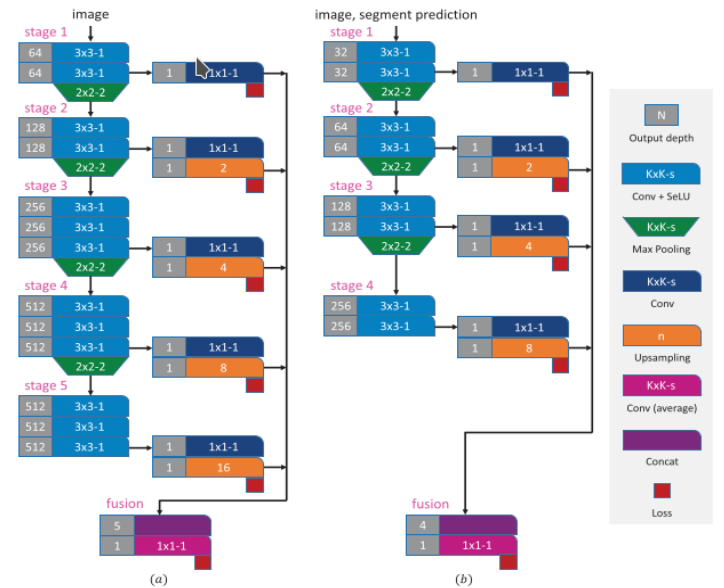 image
stage 1
64 3x3-1
64 3x3-1 1 1x1-1
2x2-2
stage 2
128 3x3-1
128 3x3-1 1 1x1-1
2x2-2 1 2
stage 3
256 3x3-1
256 3x3-1
256 3x3-1 1 1x1-1
2x2-2 1 4
stage 4
512 3x3-1
512 3x3-1
512 3x3-1 1 1x1-1
2x2-2 1 8
stage 5
512 3x3-1
512 3x3-1
512 3x3-1 1 1x1-1
1 16
fusion
5
1 1x1-1
(a)
image, segment prediction
stage 1
32 3x3-1
32 3x3-1 1 1x1-1
2x2-2
stage 2
64 3x3-1
64 3x3-1 1 1x1-1
2x2-2 1 2
stage 3
128 3x3-1
128 3x3-1 1 1x1-1
2x2-2 1 4
stage 4
256 3x3-1
256 3x3-1 1 1x1-1
1 8
fusion
4
1 1x1-1
(b)
N
Output depth
KxK-s
Conv + SeLU
KxK-s
Max Pooling
KxK-s
Conv
n
Upsampling
KxK-s
Conv (average)
Concat
Loss